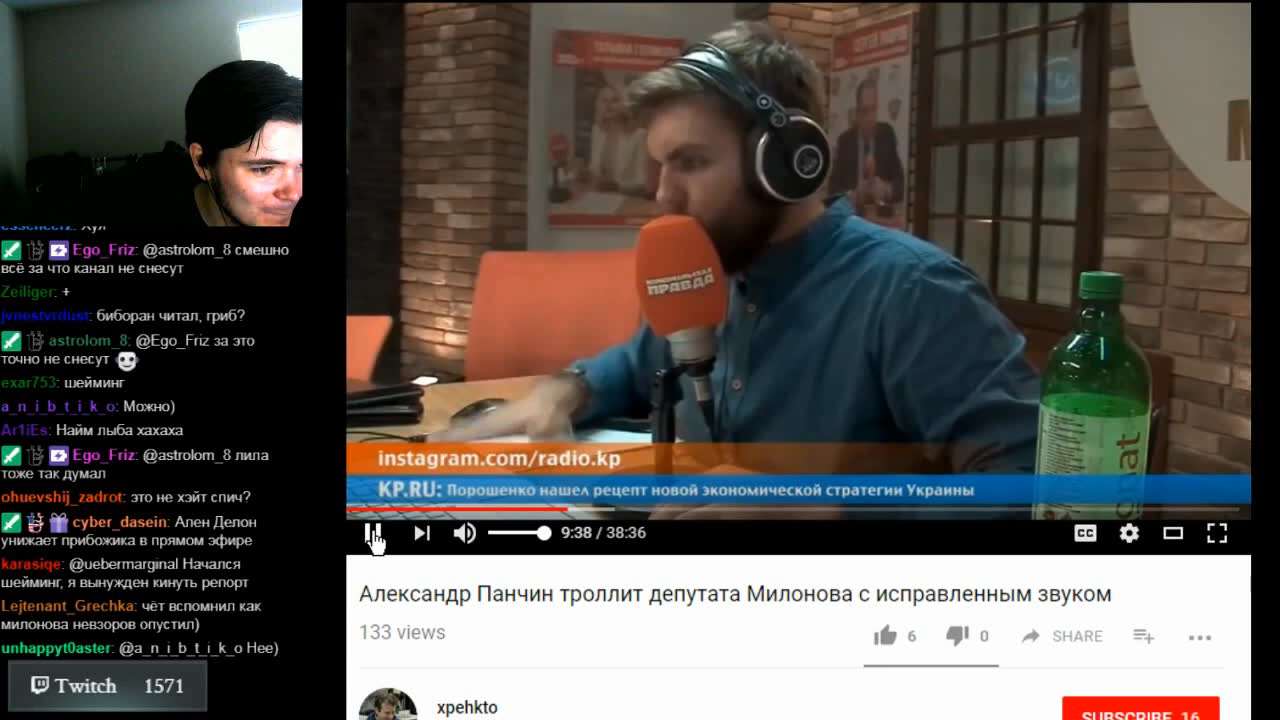 Ego_Friz: @astrolom_8 смешно
всё за что канал не снесут
Zeiliger: +
jvnestvrdust: биборан читал, гриб?
astrolom_8: @Ego_Friz за это
точно не снесут
exar753: шейминг
a_n_i_b_t_i_k_o: Можно)
Ar1iEs: Найм лыба хахаха
Ego_Friz: @astrolom_8 лила
тоже так думал
ohuevshij_zadrot: это не хэйт спич?
cyber_dasein: Ален Делон
унижает прибожика в прямом эфире
karasiqe: @uebermarginal Начался
шейминг, я вынужден кинуть репорт
Lejtenant_Grechka: чёт вспомнил как
милонова невзоров опустил)
unhappyt0aster: @a_n_i_b_t_i_k_o Нее)
Twitch 1571
КОМСОМОЛЬСКАЯ
ПРАВДА
instagram.com/radio.kp
KP.RU: Порошенко нашел рецепт новой экономической стратегии Украины
9:38 / 38:36
CC
Александр Панчин троллит депутата Милонова с исправленным звуком
133 views
6
0
SHARE
xpehkto
SUBSCRIBE 16